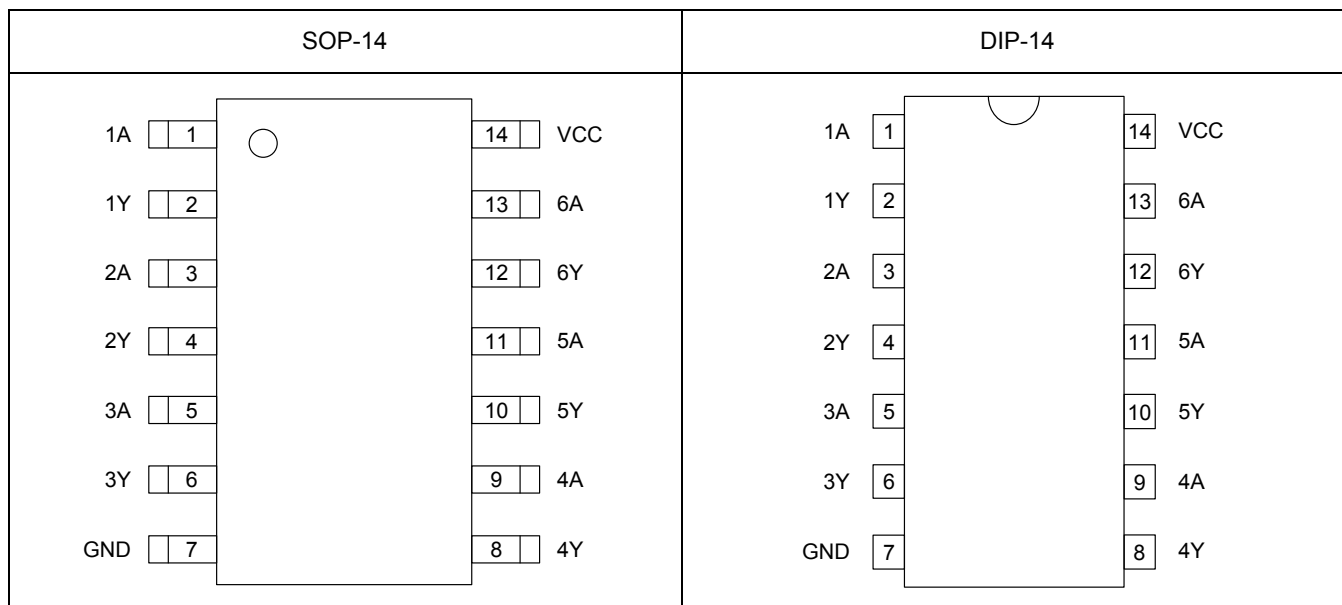 SOP-14 DIP-14
1A 1 14 VCC 1A 1 14 VCC
1Y 2 13 6A 1Y 2 13 6A
2A 3 12 6Y 2A 3 12 6Y
2Y 4 11 5A 2Y 4 11 5A
3A 5 10 5Y 3A 5 10 5Y
3Y 6 9 4A 3Y 6 9 4A
GND 7 8 4Y GND 7 8 4Y